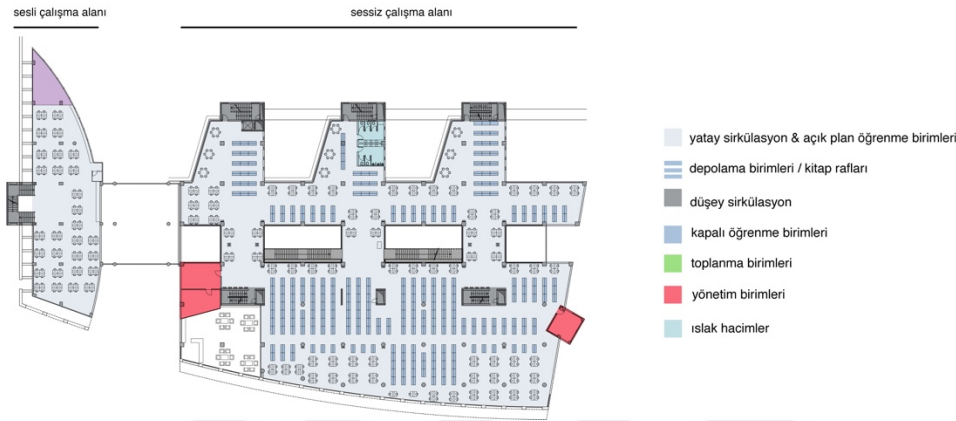 sesli çalışma alanı
sessiz çalışma alanı
yatay sirkülasyon & açık plan öğrenme birimleri
depolama birimleri / kitap rafları
düşey sirkülasyon
kapalı öğrenme birimleri
toplanma birimleri
yönetim birimleri
ıslak hacimler